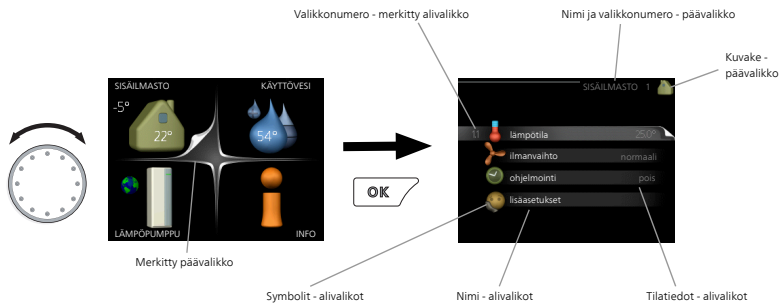 Valikkonumero - merkitty alivalikko
Nimi ja valikkonumero - päävalikko
Kuvake -
päävalikko
SISÄILMASTO
KÄYTTÖVESI
-5°
22°
54°
LÄMPÖPUMPPU
INFO
Merkitty päävalikko
OK
SISÄILMASTO 1
1.1 lämpötila 25.0°
ilmanvaihto normaali
ohjelmointi pois
lisäasetukset
Symbolit - alivalikot
Nimi - alivalikot
Tilatiedot - alivalikot